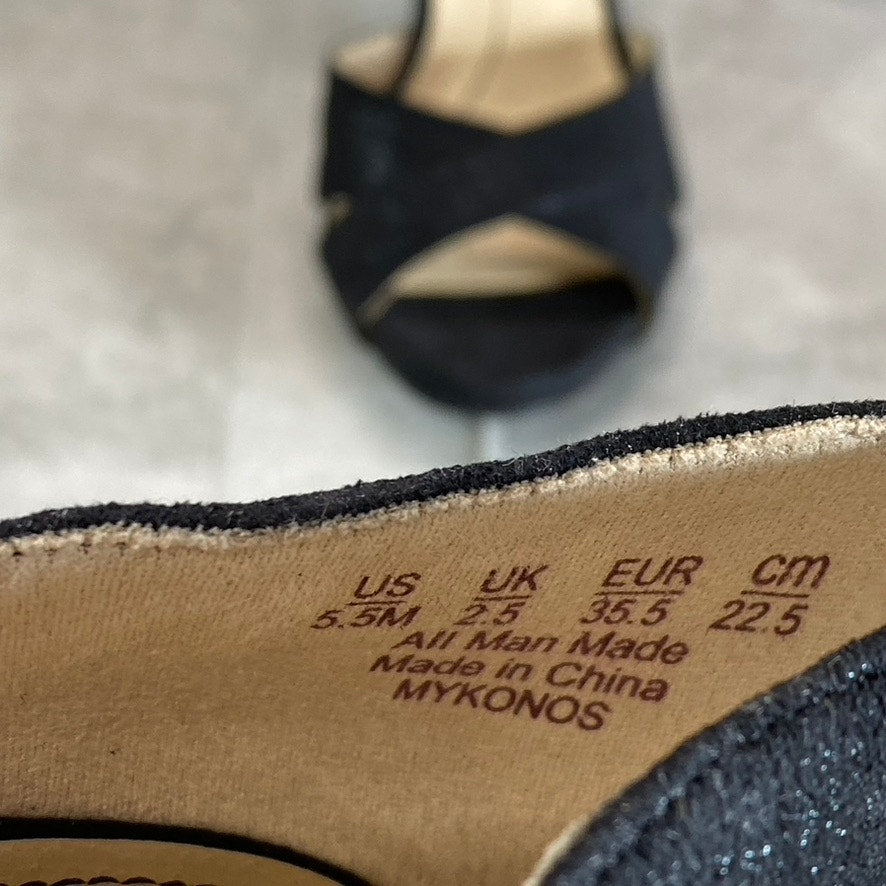 US UK EUR cm
5.5M 2.5 35.5 22.5
All Man Made
Made in China
MYKONOS